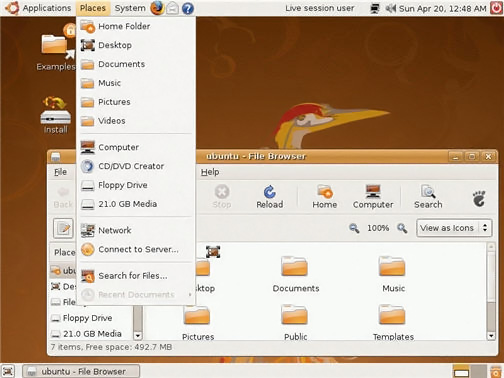 Applications Places System Live session user Sun Apr 20, 12:48 AM
Home Folder
Desktop
Documents
Music
Pictures
Videos
Computer
CD/DVD Creator
Floppy Drive
21.0 GB Media
Network
Connect to Server...
Search for Files...
Recent Documents
Examples
Install
ubuntu - File Browser
File Help
Back Stop Reload Home Computer Search
100% View as Icons
Places
Floppy Drive
21.0 GB Media
Documents Music
Pictures Public Templates
7 items, Free space: 492.7 MB
ubuntu - File Browser